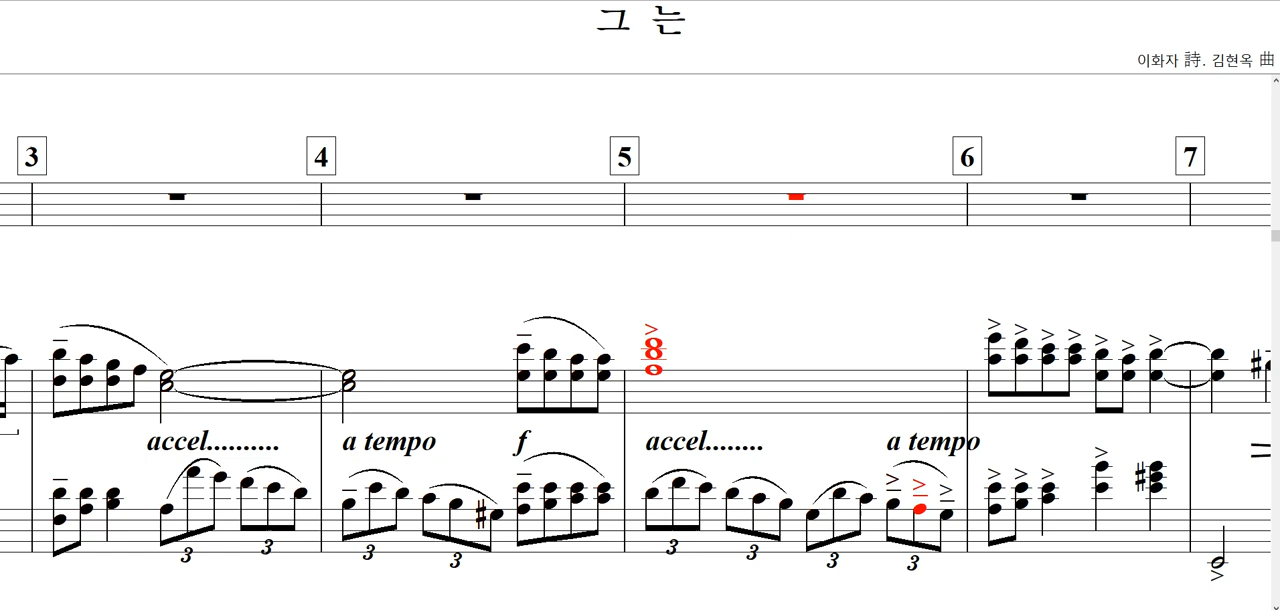 그 는
이화자 詩. 김현옥 曲
3 4 5 6 7
accel.......... a tempo f accel........ a tempo
3 3 3 3 3 3 3 3